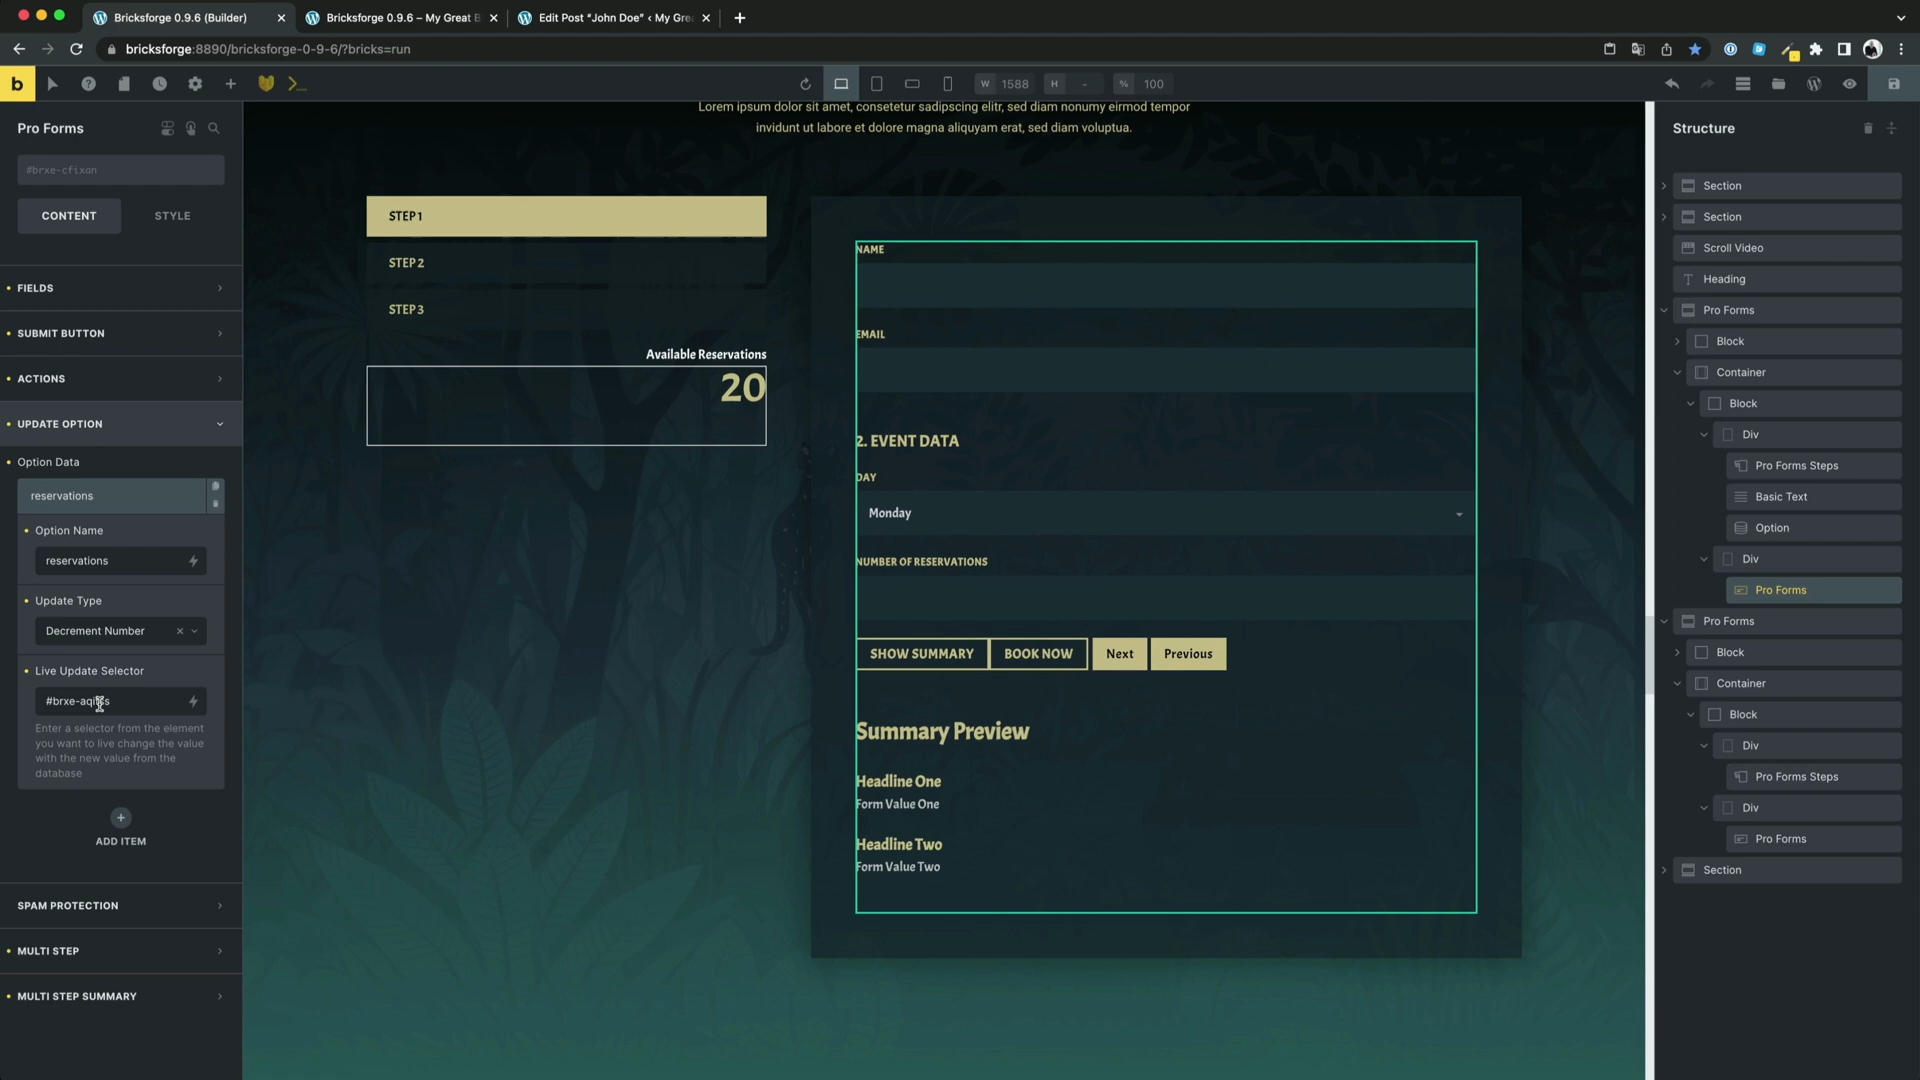 Bricksforge 0.9.6 (Builder)
Bricksforge 0.9.6 – My Great B
Edit Post “John Doe” ‹ My Gre
bricksforge:8890/bricksforge-0-9-6/?bricks=run
b
W 1588
H -
% 100
Pro Forms
#brxe-cfixan
CONTENT
STYLE
FIELDS
SUBMIT BUTTON
ACTIONS
UPDATE OPTION
Option Data
reservations
Option Name
reservations
Update Type
Decrement Number
Live Update Selector
Enter a selector from the element
you want to live change the value
with the new value from the
database
ADD ITEM
SPAM PROTECTION
MULTI STEP
MULTI STEP SUMMARY
Lorem ipsum dolor sit amet, consetetur sadipscing elitr, sed diam nonumy eirmod tempor
invidunt ut labore et dolore magna aliquyam erat, sed diam voluptua.
STEP 1
STEP 2
STEP 3
Available Reservations
20
NAME
EMAIL
2. EVENT DATA
DAY
Monday
NUMBER OF RESERVATIONS
SHOW SUMMARY
BOOK NOW
Next
Previous
Summary Preview
Headline One
Form Value One
Headline Two
Form Value Two
Structure
Section
Section
Scroll Video
Heading
Pro Forms
Block
Container
Block
Div
Pro Forms Steps
Basic Text
Option
Div
Pro Forms
Pro Forms
Block
Container
Block
Div
Pro Forms Steps
Div
Pro Forms
Section